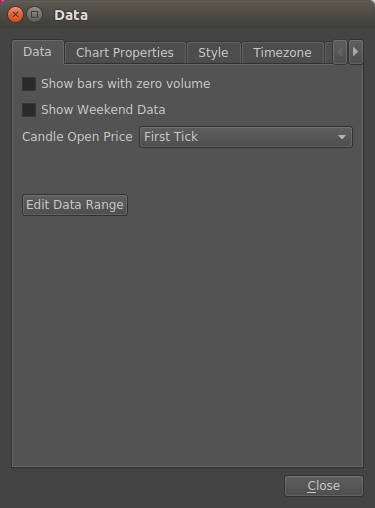 Data
Data Chart Properties Style Timezone
Show bars with zero volume
Show Weekend Data
Candle Open Price First Tick
Edit Data Range
Close